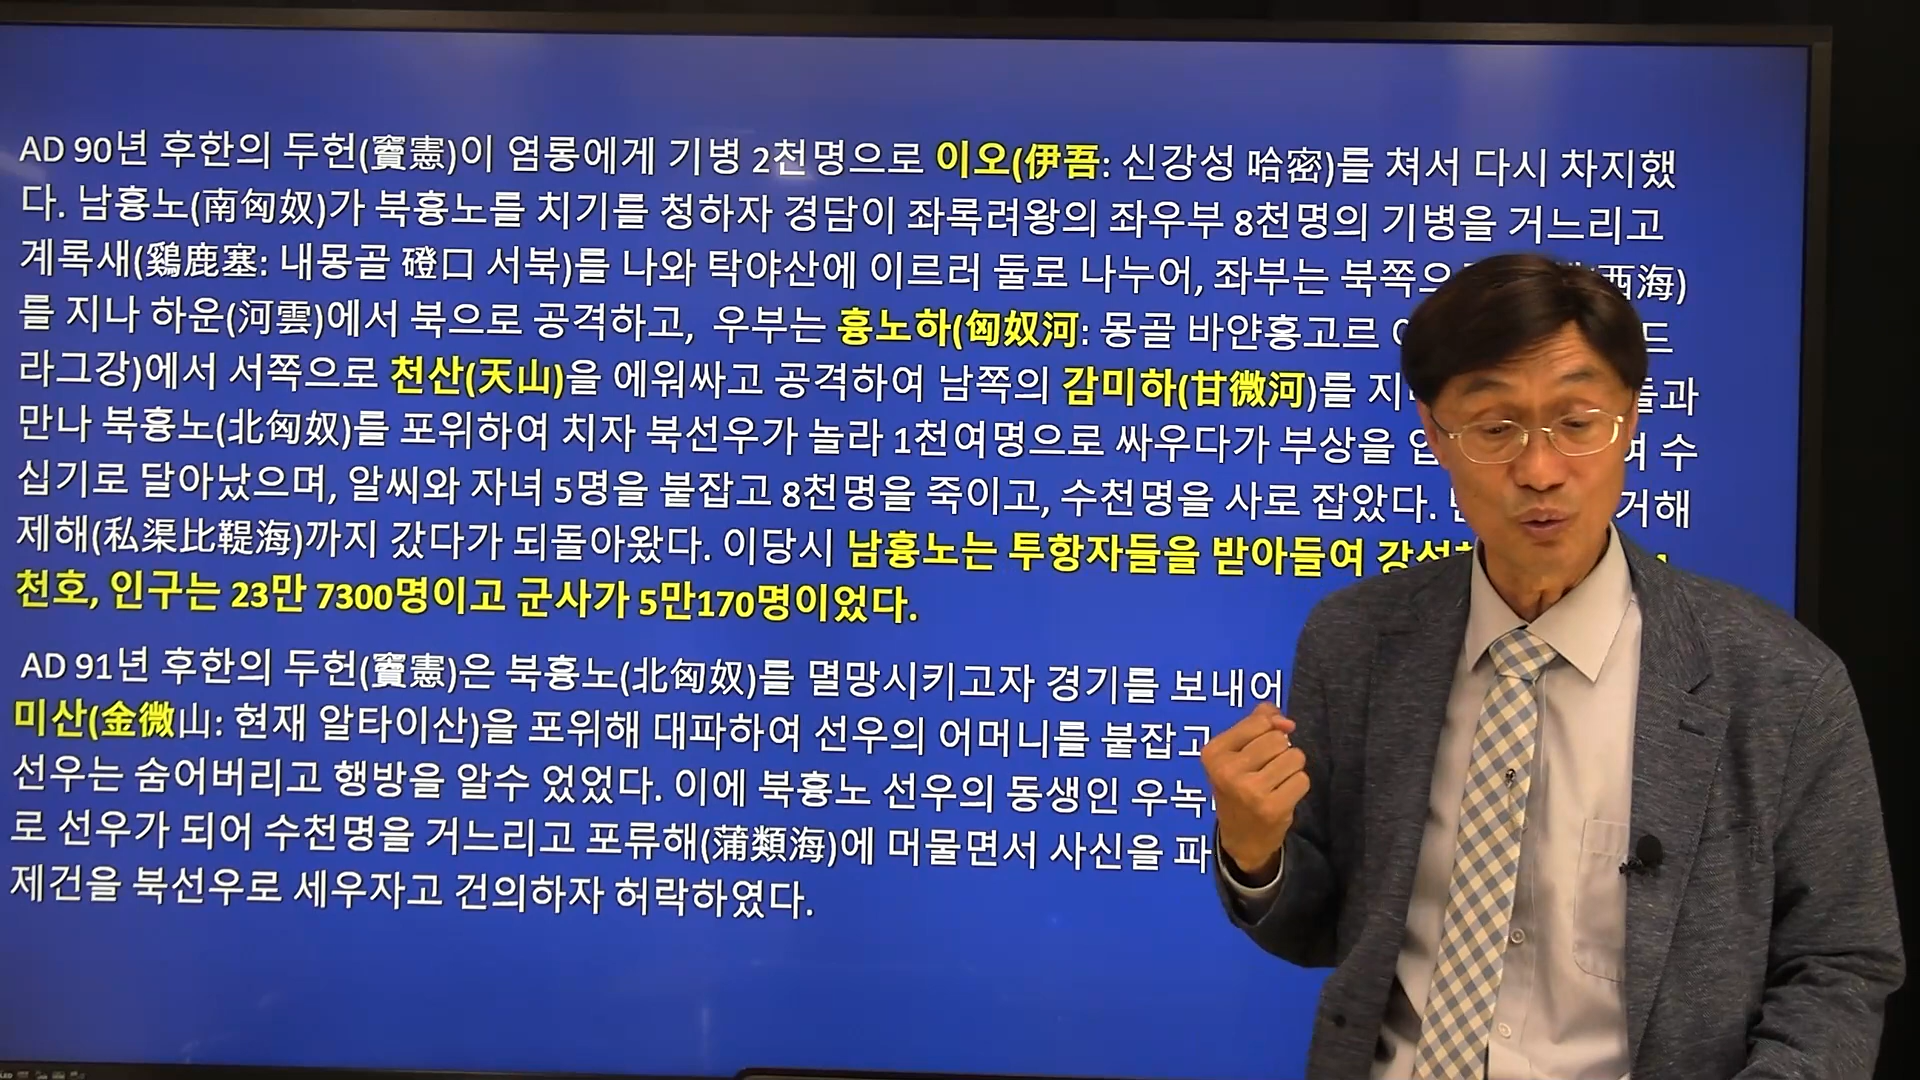 AD 90년 후한의 두헌(竇憲)이 염롱에게 기병 2천명으로 이오(伊吾: 신강성 哈密)를 쳐서 다시 차지했
다. 남흉노(南匈奴)가 북흉노를 치기를 청하자 경담이 좌록려왕의 좌우부 8천명의 기병을 거느리고
계록새(鷄鹿塞: 내몽골 磴口 서북)를 나와 탁야산에 이르러 둘로 나누어, 좌부는 북쪽으 西海)
를 지나 하운(河雲)에서 북으로 공격하고, 우부는 흉노하(匈奴河: 몽골 바얀홍고르 드
라그강)에서 서쪽으로 천산(天山)을 에워싸고 공격하여 남쪽의 감미하(甘微河)를 지 들과
만나 북흉노(北匈奴)를 포위하여 치자 북선우가 놀라 1천여명으로 싸우다가 부상을 여 수
십기로 달아났으며, 알씨와 자녀 5명을 붙잡고 8천명을 죽이고, 수천명을 사로 잡았다. 거해
제해(私渠比鞮海)까지 갔다가 되돌아왔다. 이당시 남흉노는 투항자들을 받아들여
천호, 인구는 23만 7300명이고 군사가 5만170명이었다.
AD 91년 후한의 두헌(竇憲)은 북흉노(北匈奴)를 멸망시키고자 경기를 보내어
미산(金微山: 현재 알타이산)을 포위해 대파하여 선우의 어머니를 붙잡고
선우는 숨어버리고 행방을 알수 었었다. 이에 북흉노 선우의 동생인 우녹
로 선우가 되어 수천명을 거느리고 포류해(蒲類海)에 머물면서 사신을 파
제건을 북선우로 세우자고 건의하자 허락하였다.